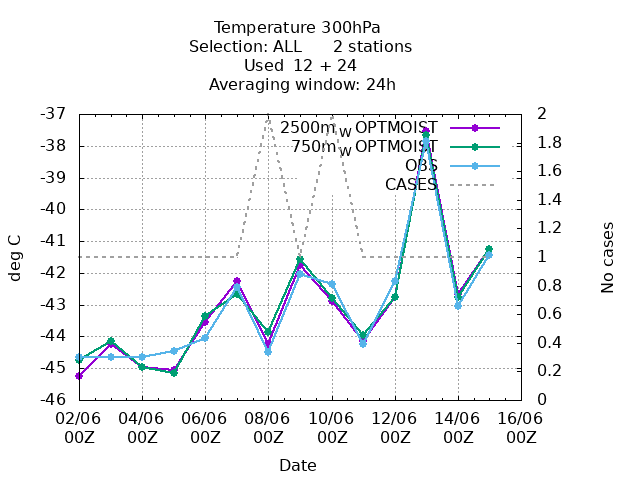 Temperature 300hPa
Selection: ALL 2 stations
Used 12 + 24
Averaging window: 24h
2500m_W OPTMOIST
750m_W OPTMOIST
OBS
CASES
-37
-38
-39
-40
-41
-42
-43
-44
-45
-46
deg C
2
1.8
1.6
1.4
1.2
1
0.8
0.6
0.4
0.2
0
No cases
02/06 04/06 06/06 08/06 10/06 12/06 14/06 16/06
00Z 00Z 00Z 00Z 00Z 00Z 00Z 00Z
Date